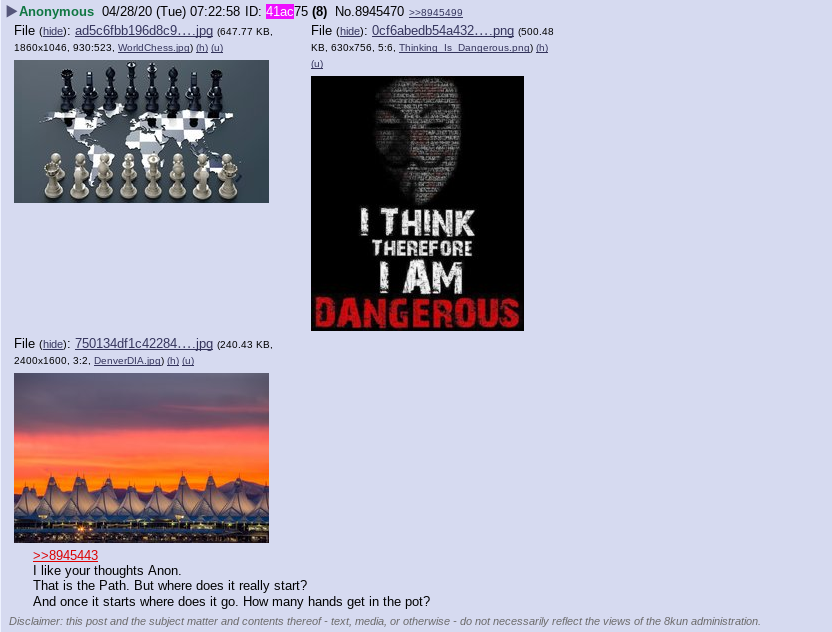 ▶Anonymous 04/28/20 (Tue) 07:22:58 ID: 41ac75 (8) No.8945470 >>8945499
File (hide): ad5c6fbb196d8c9….jpg (647.77 KB,
1860x1046, 930:523, WorldChess.jpg) (h) (u)
File (hide): 0cf6abedb54a432….png (500.48
KB, 630x756, 5:6, Thinking_Is_Dangerous.png) (h)
(u)
I THINK
THEREFORE
I AM
DANGEROUS
File (hide): 750134df1c42284….jpg (240.43 KB,
2400x1600, 3:2, DenverDIA.jpg) (h) (u)
>>8945443
I like your thoughts Anon.
That is the Path. But where does it really start?
And once it starts where does it go. How many hands get in the pot?
Disclaimer: this post and the subject matter and contents thereof - text, media, or otherwise - do not necessarily reflect the views of the 8kun administration.